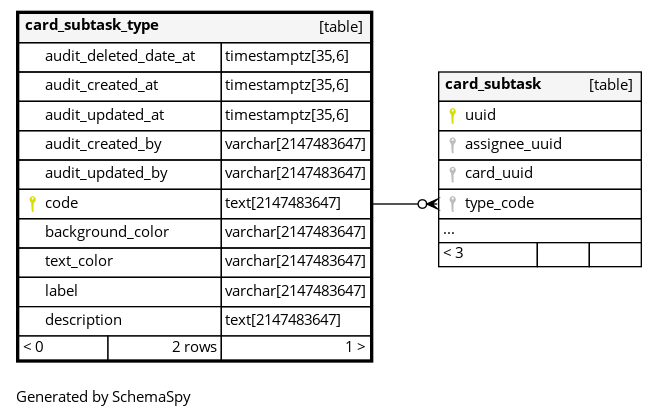 card_subtask_type [table]
audit_deleted_date_at timestamptz[35,6]
audit_created_at timestamptz[35,6]
audit_updated_at timestamptz[35,6]
audit_created_by varchar[2147483647]
audit_updated_by varchar[2147483647]
code text[2147483647]
background_color varchar[2147483647]
text_color varchar[2147483647]
label varchar[2147483647]
description text[2147483647]
< 0 2 rows 1 >
card_subtask [table]
uuid
assignee_uuid
card_uuid
type_code
...
< 3
Generated by SchemaSpy